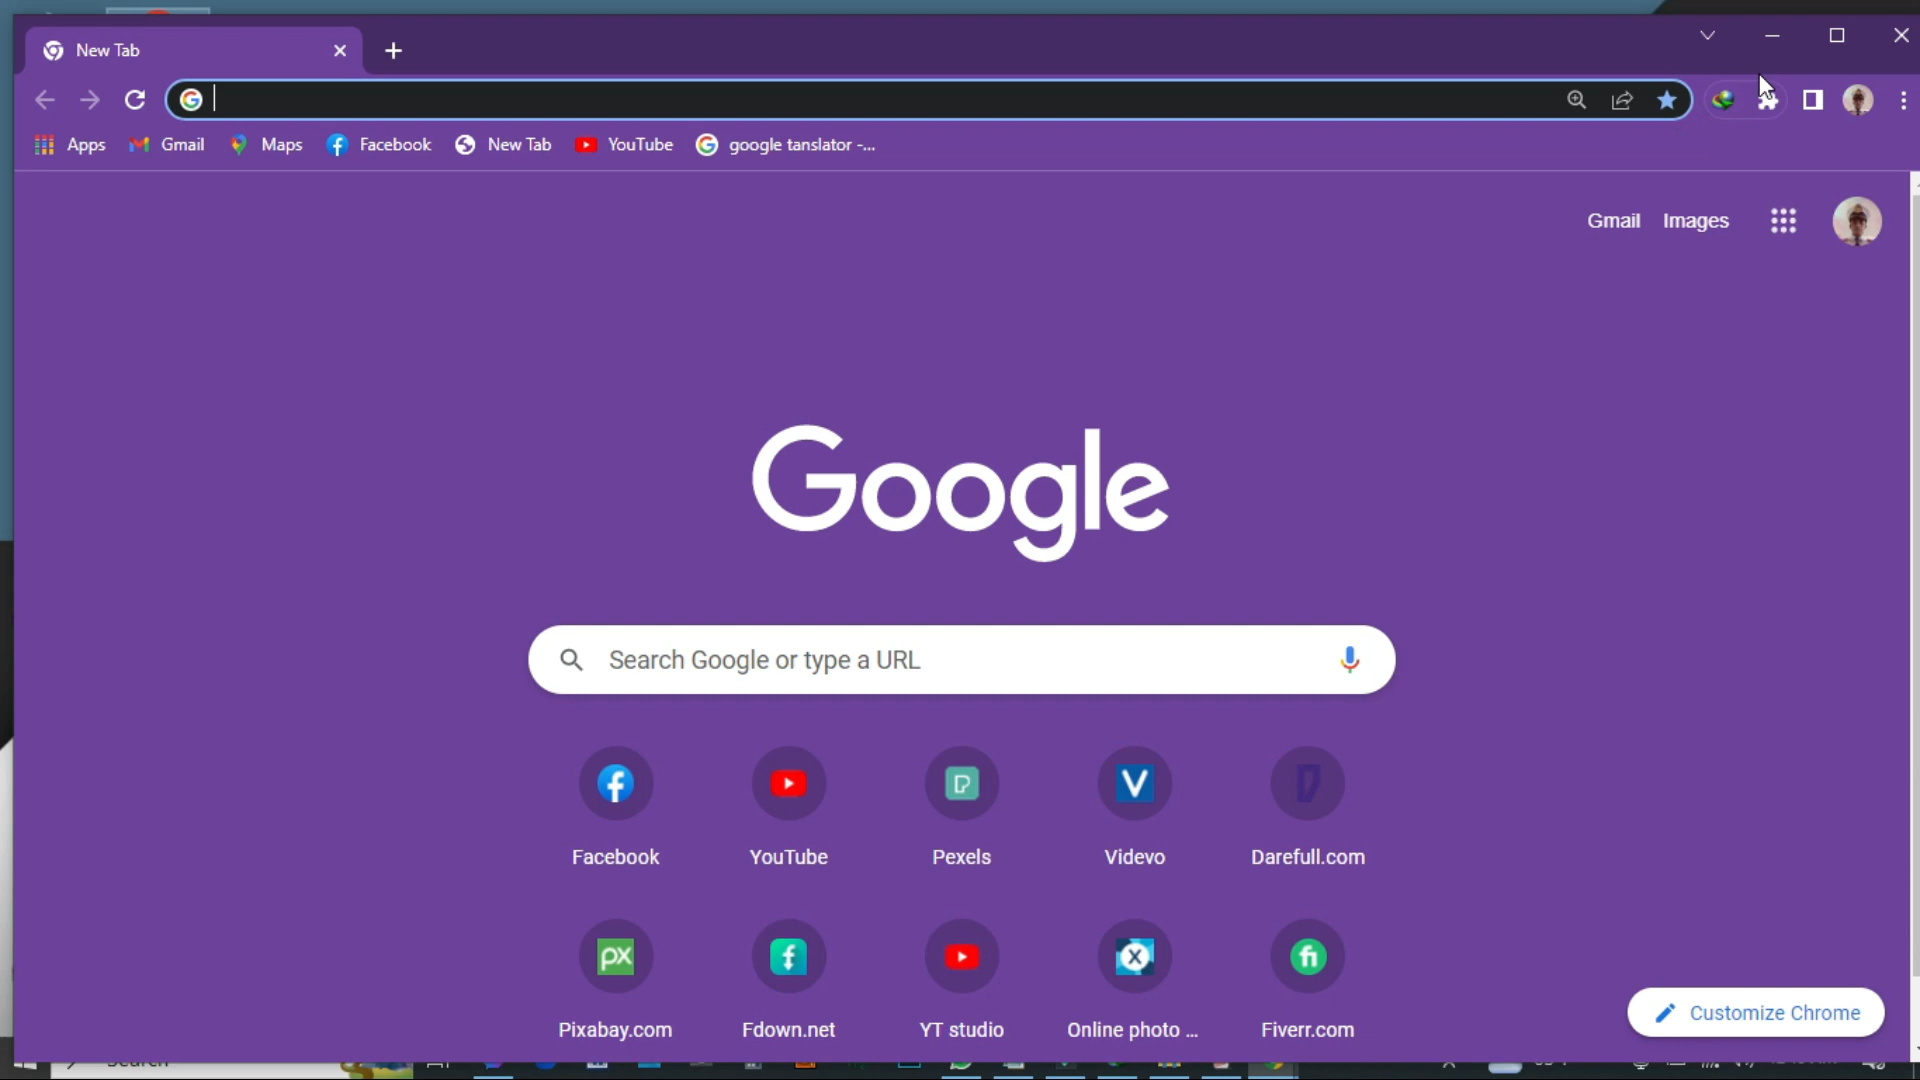 New Tab
Apps Gmail Maps Facebook New Tab YouTube google tanslator -...
Gmail Images
Google
Search Google or type a URL
Facebook YouTube Pexels Videvo Darefull.com
Pixabay.com Fdown.net YT studio Online photo ... Fiverr.com
Customize Chrome
Search